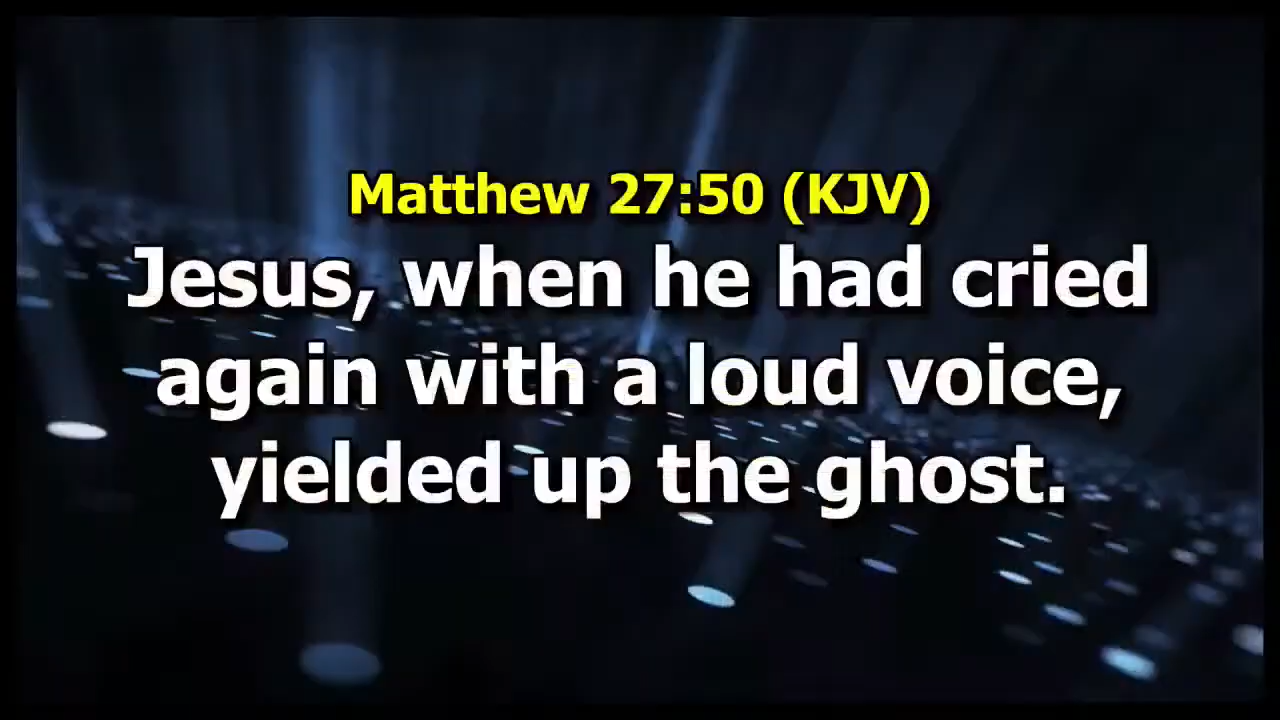 Matthew 27:50 (KJV)
Jesus, when he had cried
again with a loud voice,
yielded up the ghost.